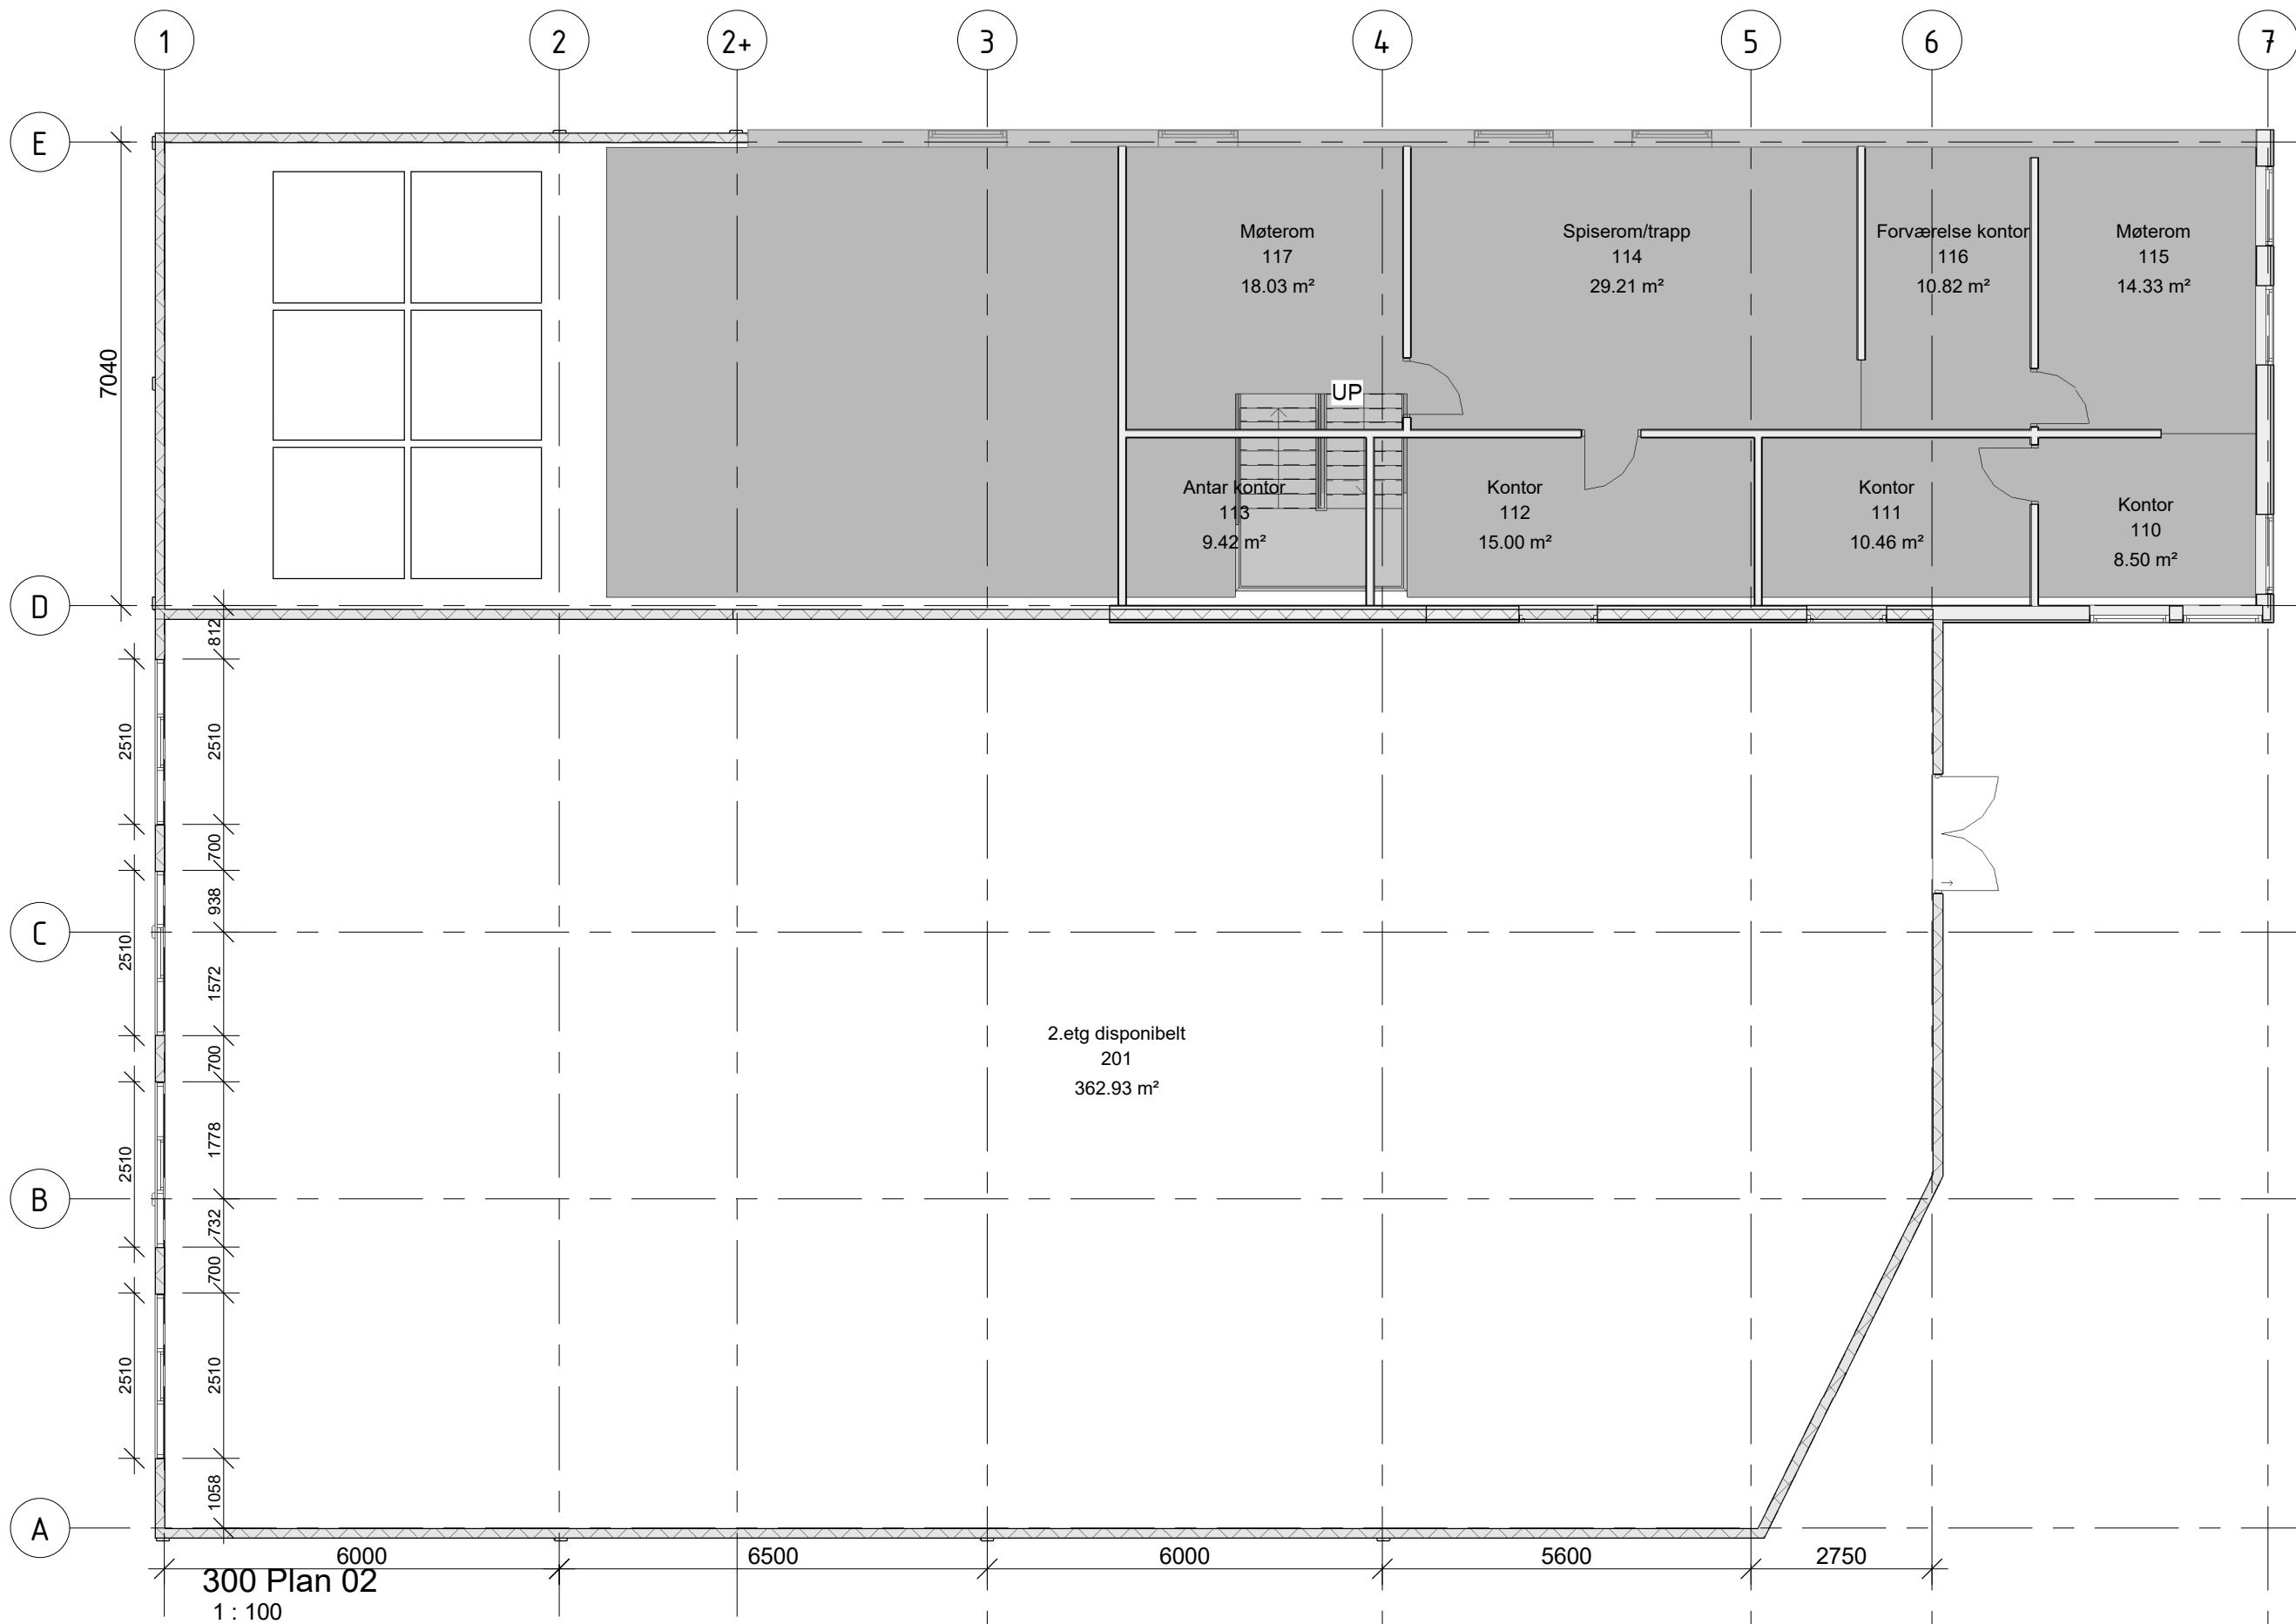 1
2
2+
3
4
5
6
7
E
Møterom
117
18.03 m²
Spiserom/trapp
114
29.21 m²
Forværelse kontor
116
10.82 m²
Møterom
115
14.33 m²
7040
UP
Antar kontor
113
9.42 m²
Kontor
112
15.00 m²
Kontor
111
10.46 m²
Kontor
110
8.50 m²
D
812
2510
2510
700
938
C
2510
1572
700
2.etg disponibelt
201
362.93 m²
2510
1778
B
732
700
2510
2510
1058
A
6000
6500
6000
5600
2750
300 Plan 02
1 : 100